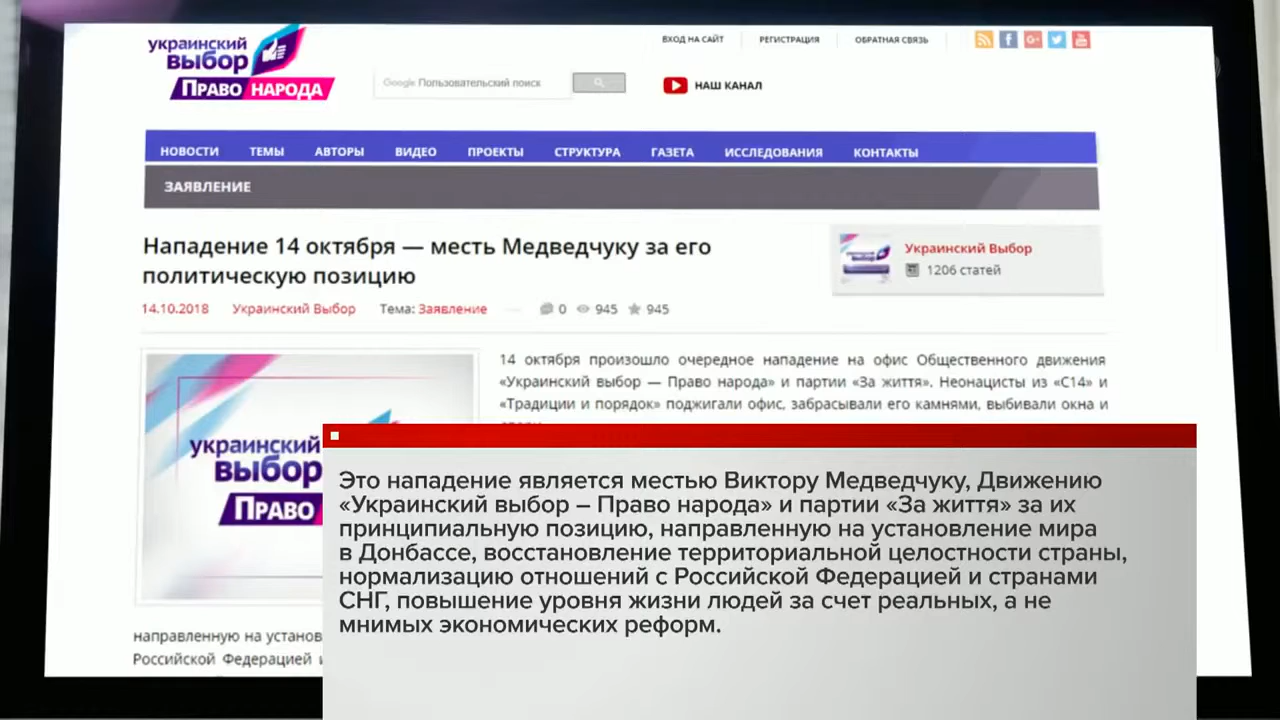 украинский
выбор
Право народа
ВХОД НА САЙТ
РЕГИСТРАЦИЯ
ОБРАТНАЯ СВЯЗЬ
Google Пользовательский поиск
НАШ КАНАЛ
НОВОСТИ ТЕМЫ АВТОРЫ ВИДЕО ПРОЕКТЫ СТРУКТУРА ГАЗЕТА ИССЛЕДОВАНИЯ КОНТАКТЫ
ЗАЯВЛЕНИЕ
Нападение 14 октября — месть Медведчуку за его
политическую позицию
14.10.2018 Украинский Выбор Тема: Заявление 0 945 945
Украинский Выбор
1206 статей
14 октября произошло очередное нападение на офис Общественного движения
«Украинский выбор — Право народа» и партии «За життя». Неонацисты из «С14» и
«Традиции и порядок» поджигали офис, забрасывали его камнями, выбивали окна и
украинский
выбор
Право
направленную на установ
Российской Федерацией и
Это нападение является местью Виктору Медведчуку, Движению
«Украинский выбор – Право народа» и партии «За життя» за их
принципиальную позицию, направленную на установление мира
в Донбассе, восстановление территориальной целостности страны,
нормализацию отношений с Российской Федерацией и странами
СНГ, повышение уровня жизни людей за счет реальных, а не
мнимых экономических реформ.